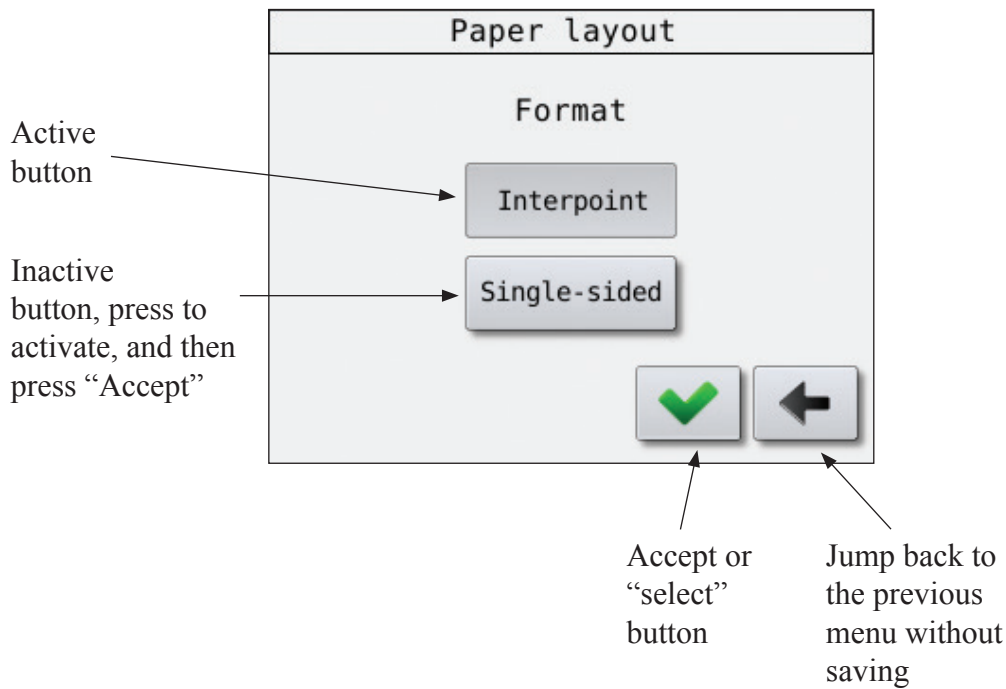 Paper layout
Format
Active
button
Interpoint
Inactive
button, press to
activate, and then
press “Accept”
Single-sided
Accept or
“select”
button
Jump back to
the previous
menu without
saving